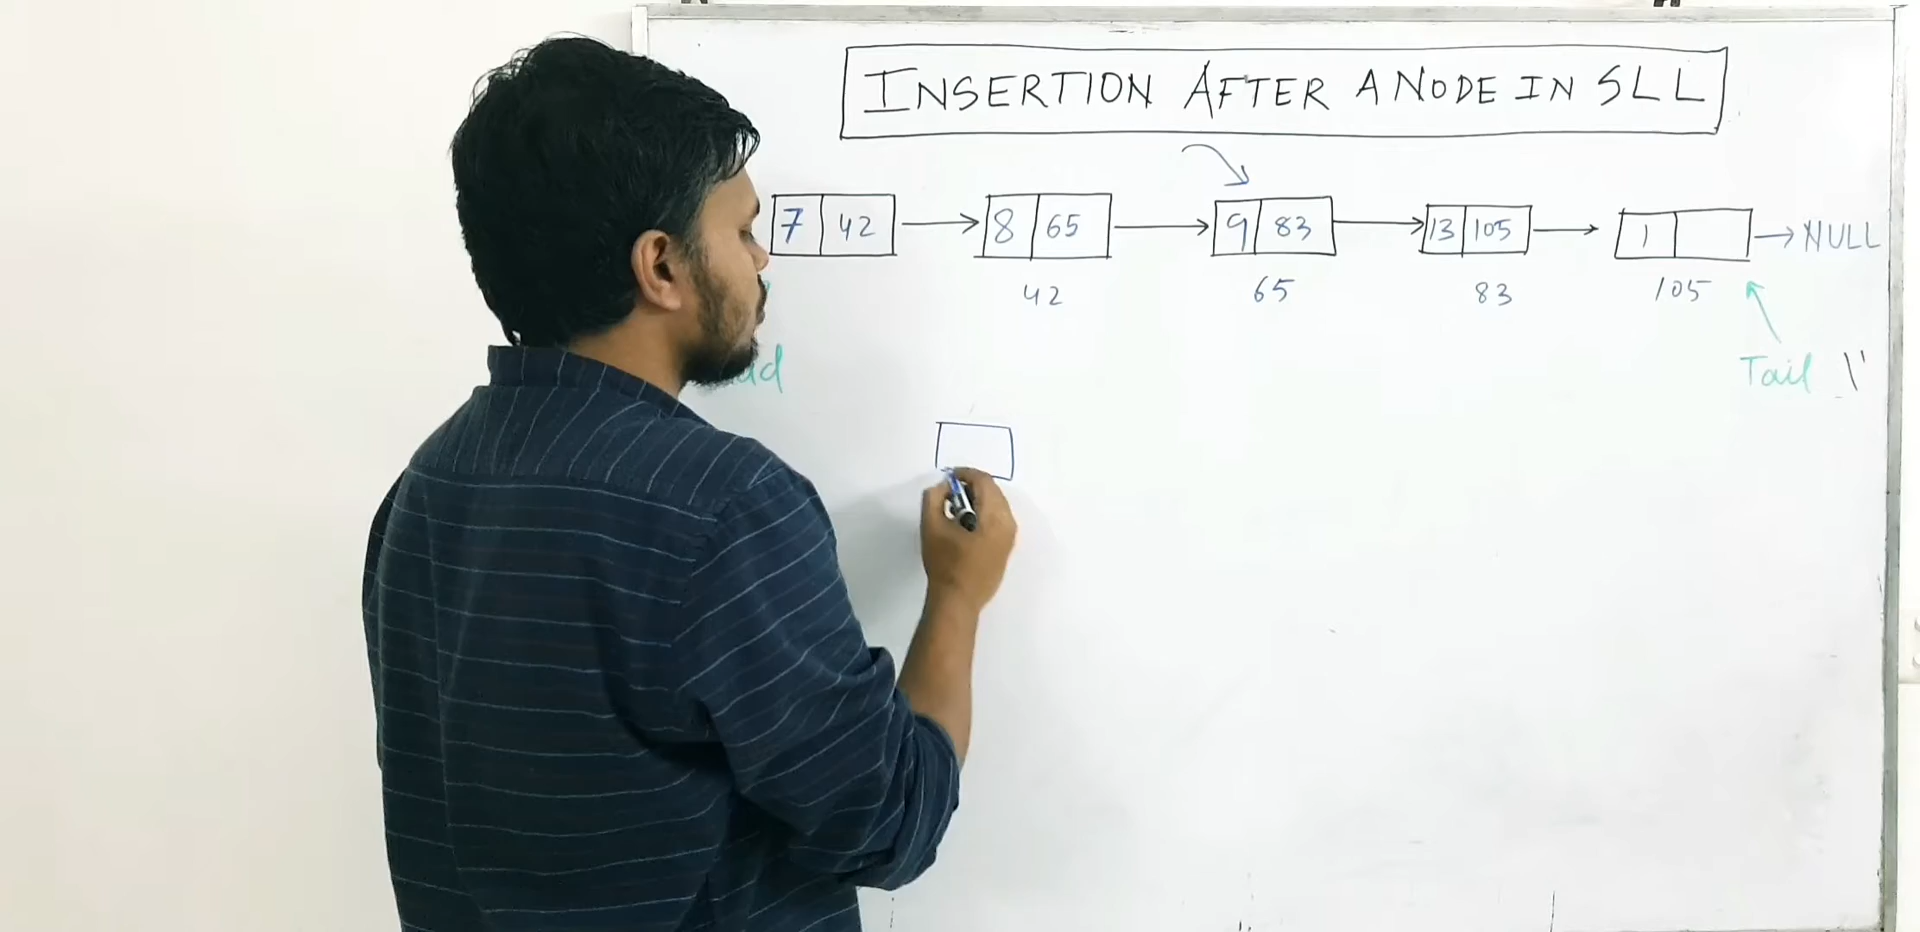 INSERTION AFTER A NODE IN SLL
7 42 8 65 9 83 13 105 1 NULL
42 65 83 105
Tail